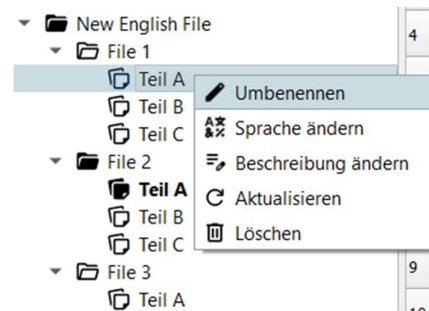 New English File
4
File 1
Teil A
Umbenennen
Teil B
Sprache ändern
Teil C
File 2
Beschreibung ändern
Teil A
Aktualisieren
Teil B
Teil C
Löschen
File 3
9
Teil A